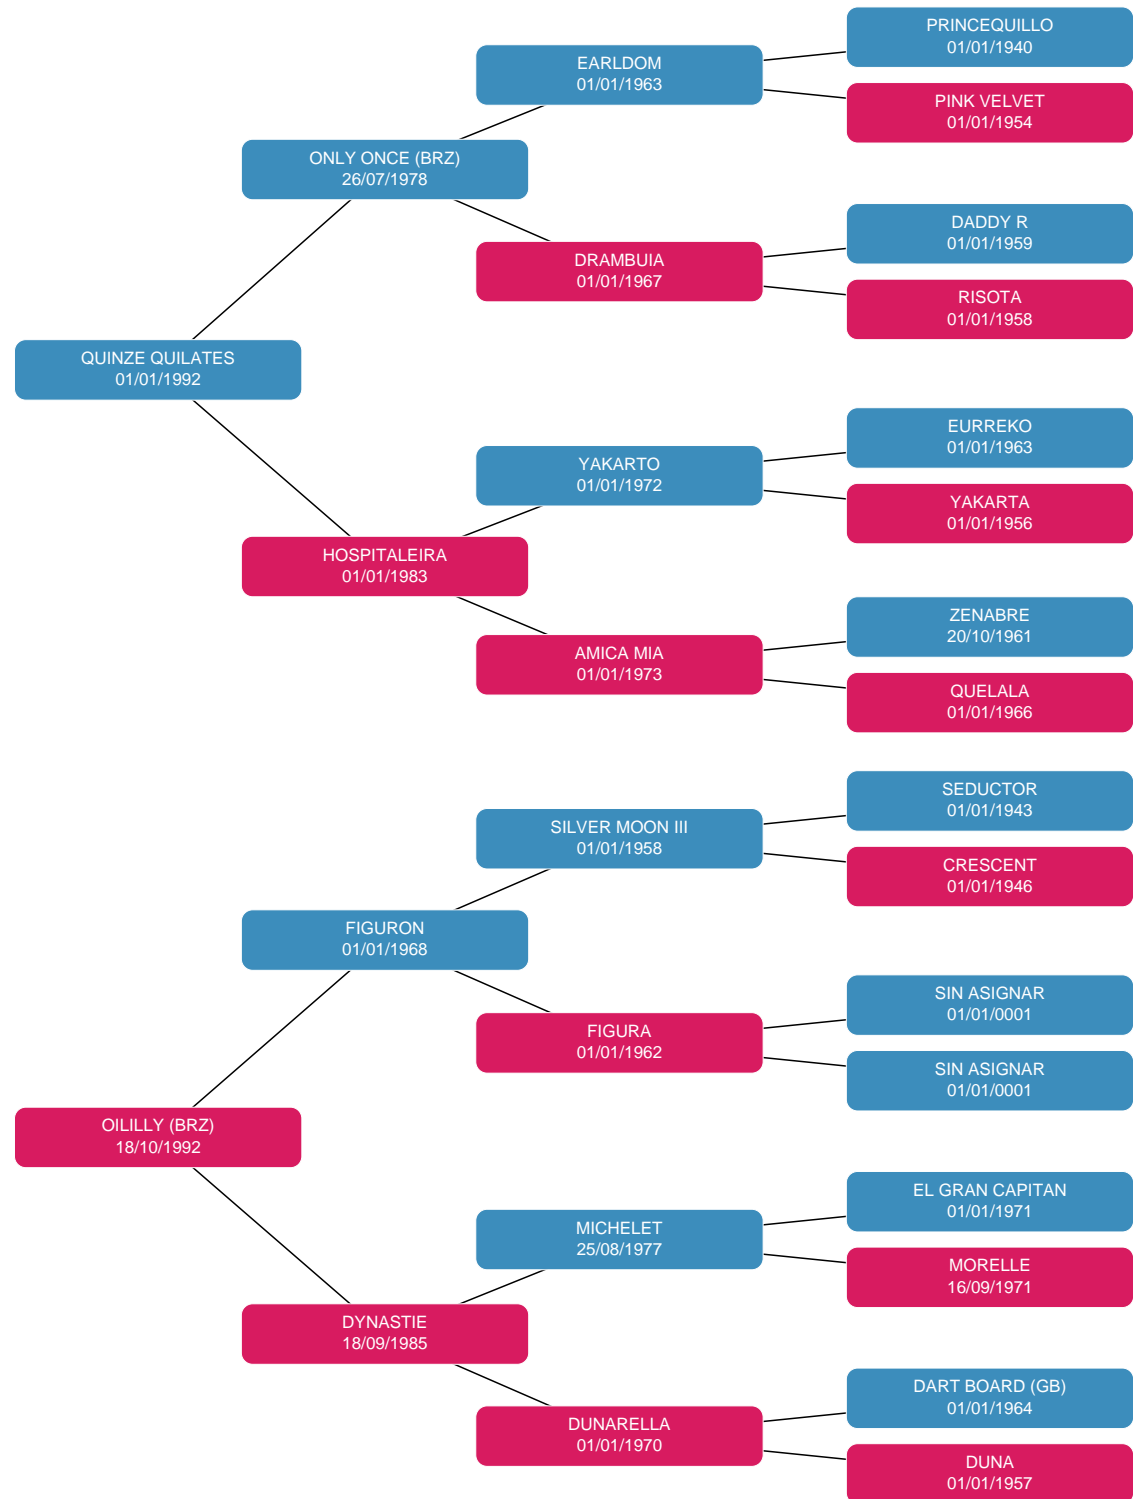 PRINCEQUILLO
01/01/1940
EARLDOM
01/01/1963
PINK VELVET
01/01/1954
ONLY ONCE (BRZ)
26/07/1978
DADDY R
01/01/1959
DRAMBUIA
01/01/1967
RISOTA
01/01/1958
QUINZE QUILATES
01/01/1992
EURREKO
01/01/1963
YAKARTO
01/01/1972
YAKARTA
01/01/1956
HOSPITALEIRA
01/01/1983
ZENABRE
20/10/1961
AMICA MIA
01/01/1973
QUELALA
01/01/1966
SEDUCTOR
01/01/1943
SILVER MOON III
01/01/1958
CRESCENT
01/01/1946
FIGURON
01/01/1968
SIN ASIGNAR
01/01/0001
FIGURA
01/01/1962
SIN ASIGNAR
01/01/0001
OILILLY (BRZ)
18/10/1992
EL GRAN CAPITAN
01/01/1971
MICHELET
25/08/1977
MORELLE
16/09/1971
DYNASTIE
18/09/1985
DART BOARD (GB)
01/01/1964
DUNARELLA
01/01/1970
DUNA
01/01/1957